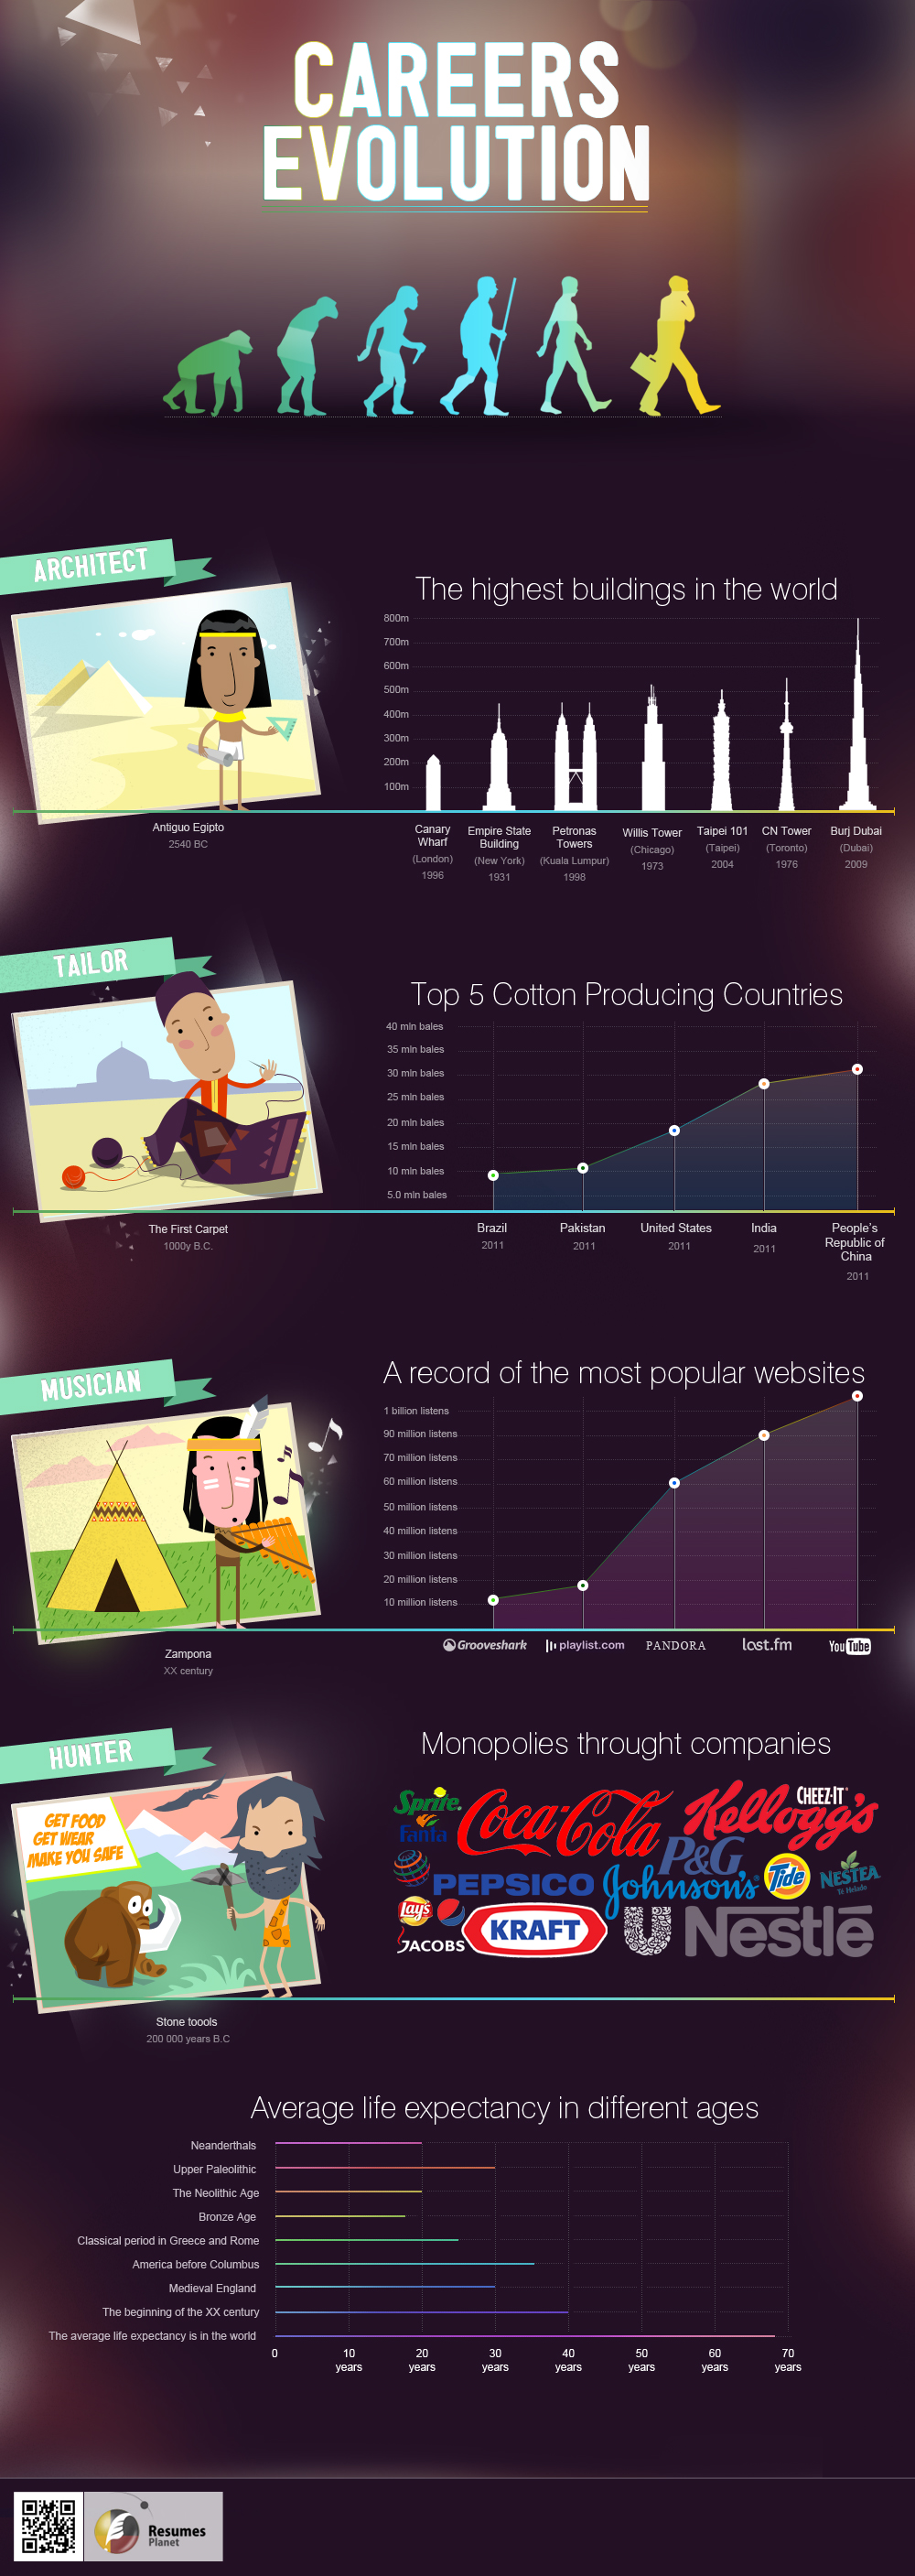 CAREERS
EVOLUTION
ARCHITECT
The highest buildings in the world
800m
700m
600m
500m
400m
300m
200m
100m
Antiguo Egipto
2540 BC
Canary
Wharf
(London)
1996
Empire State
Building
(New York)
1931
Petronas
Towers
(Kuala Lumpur)
1998
Willis Tower
(Chicago)
1973
Taipei 101
(Taipei)
2004
CN Tower
(Toronto)
1976
Burj Dubai
(Dubai)
2009
TAILOR
Top 5 Cotton Producing Countries
40 mln bales
35 mln bales
30 mln bales
25 mln bales
20 mln bales
15 mln bales
10 mln bales
5.0 mln bales
The First Carpet
1000y B.C.
Brazil
2011
Pakistan
2011
United States
2011
India
2011
People's
Republic of
China
2011
MUSICIAN
A record of the most popular websites
1 billion listens
90 million listens
70 million listens
60 million listens
50 million listens
40 million listens
30 million listens
20 million listens
10 million listens
Zampona
XX century
Grooveshark
playlist.com
PANDORA
lost.fm
YouTube
HUNTER
Monopolies throught companies
GET FOOD
GET WEAR
MAKE YOU SAFE
Sprite
Fanta
Coca-Cola
Kellogg's
CHEEZ-IT
P&G
PEPSICO
Johnson's
Tide
NESTEA
Té Helado
Lay's
JACOBS
KRAFT
Nestlé
Stone toools
200 000 years B.C
Average life expectancy in different ages
Neanderthals
Upper Paleolithic
The Neolithic Age
Bronze Age
Classical period in Greece and Rome
America before Columbus
Medieval England
The beginning of the XX century
The average life expectancy is in the world
0
10
years
20
years
30
years
40
years
50
years
60
years
70
years
Resumes
Planet